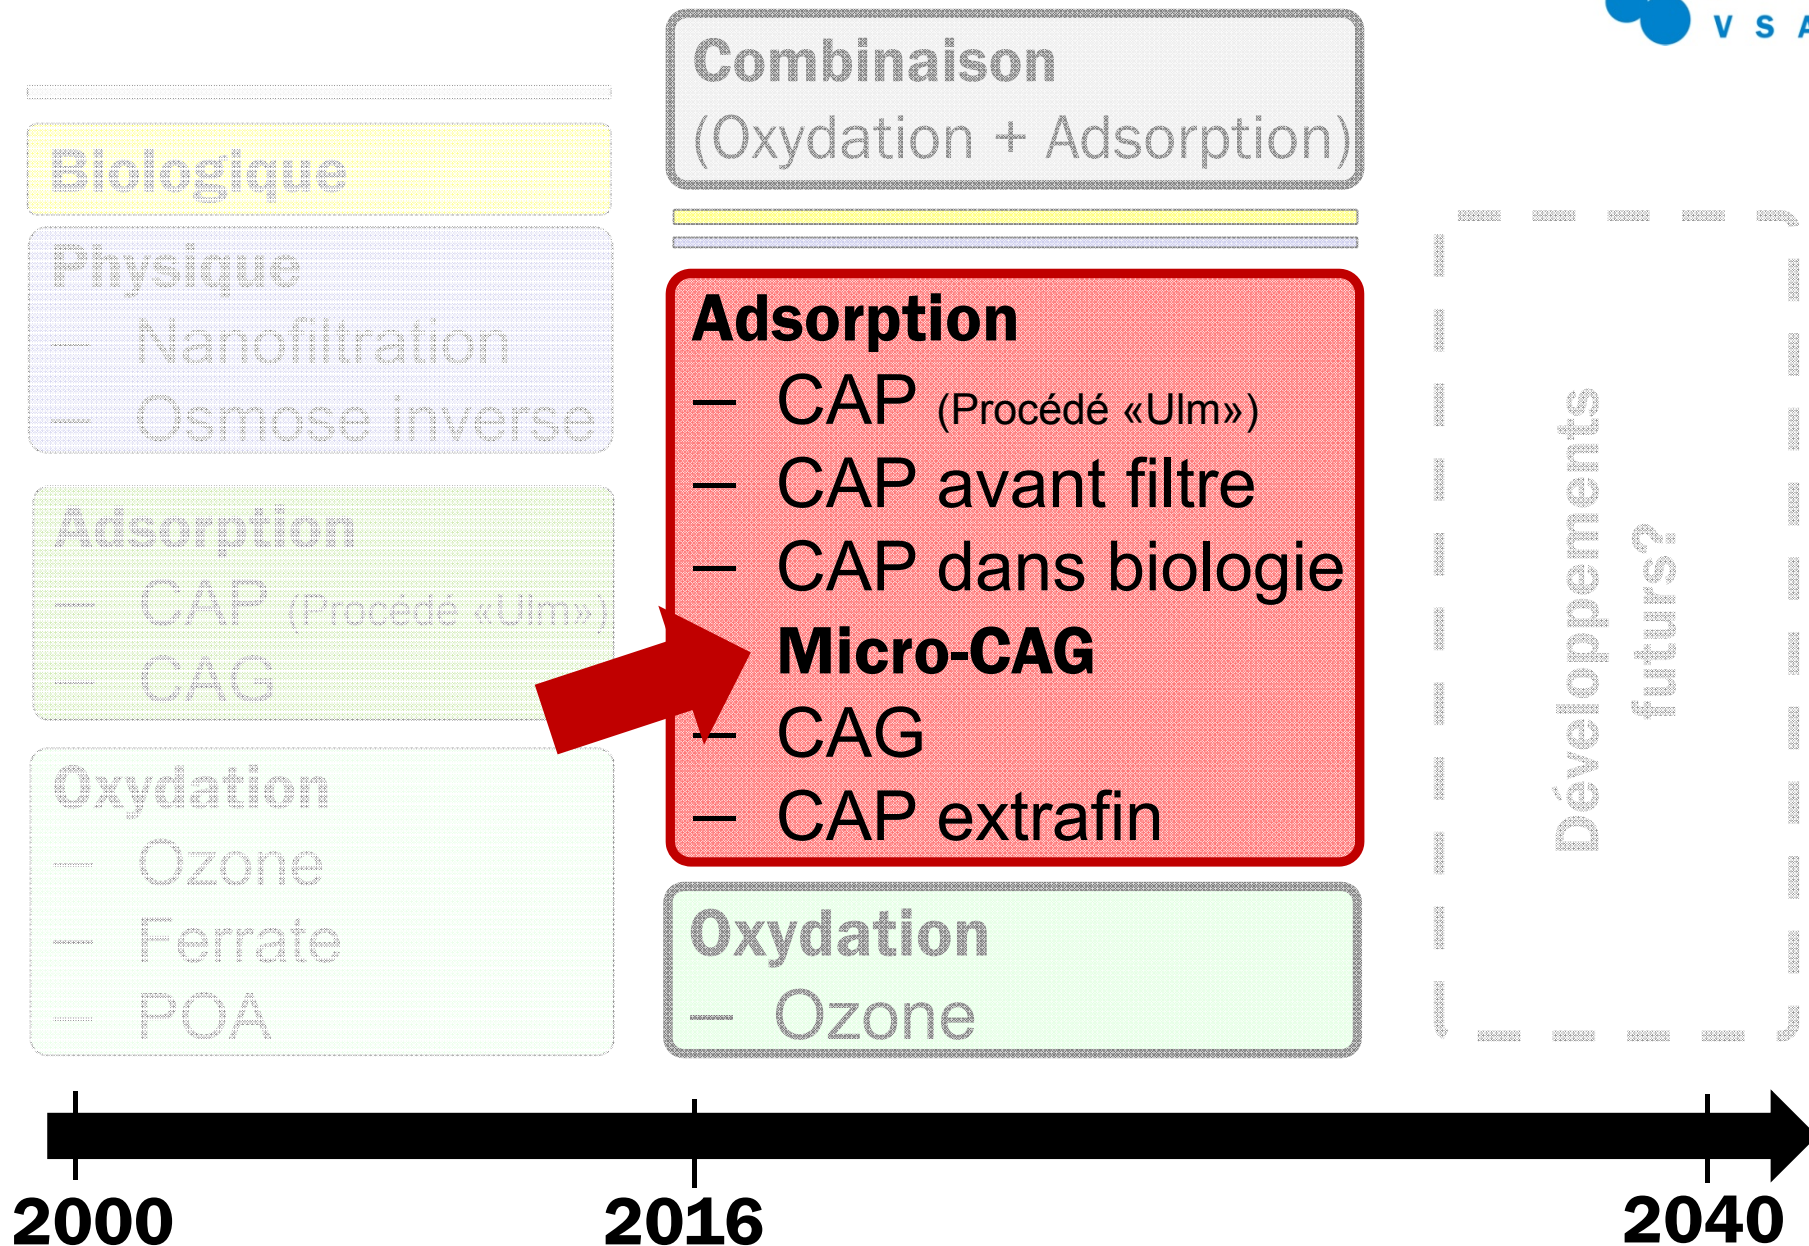 VSA
Biologique
Physique
— Nanofiltration
— Osmose inverse
Adsorption
— CAP (Procédé «Ulm»)
— CAG
Oxydation
— Ozone
— Ferrate
— POA
Combinaison
(Oxydation + Adsorption)
Adsorption
— CAP (Procédé «Ulm»)
— CAP avant filtre
— CAP dans biologie
Micro-CAG
— CAG
— CAP extrafin
Oxydation
— Ozone
Développements
futurs?
2000
2016
2040